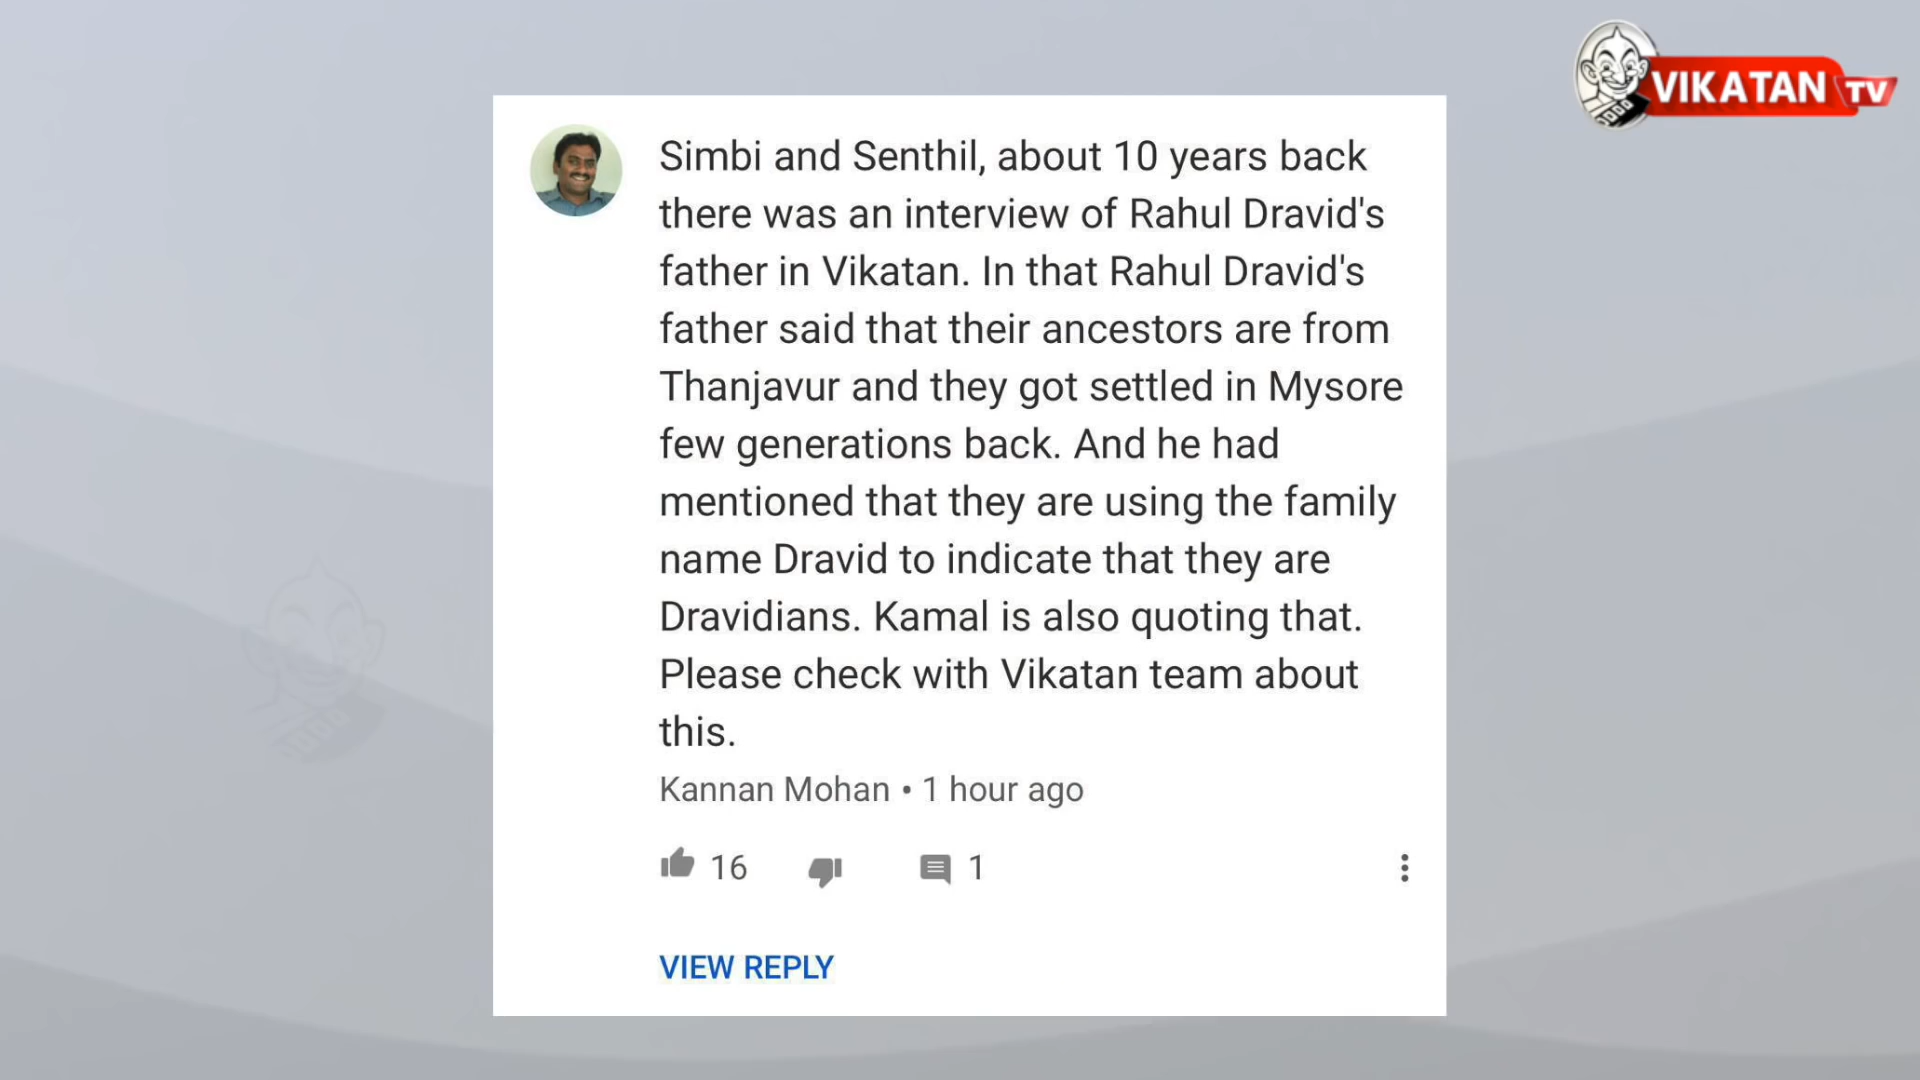 VIKATAN TV
Simbi and Senthil, about 10 years back
there was an interview of Rahul Dravid's
father in Vikatan. In that Rahul Dravid's
father said that their ancestors are from
Thanjavur and they got settled in Mysore
few generations back. And he had
mentioned that they are using the family
name Dravid to indicate that they are
Dravidians. Kamal is also quoting that.
Please check with Vikatan team about
this.
Kannan Mohan • 1 hour ago
16 1
VIEW REPLY